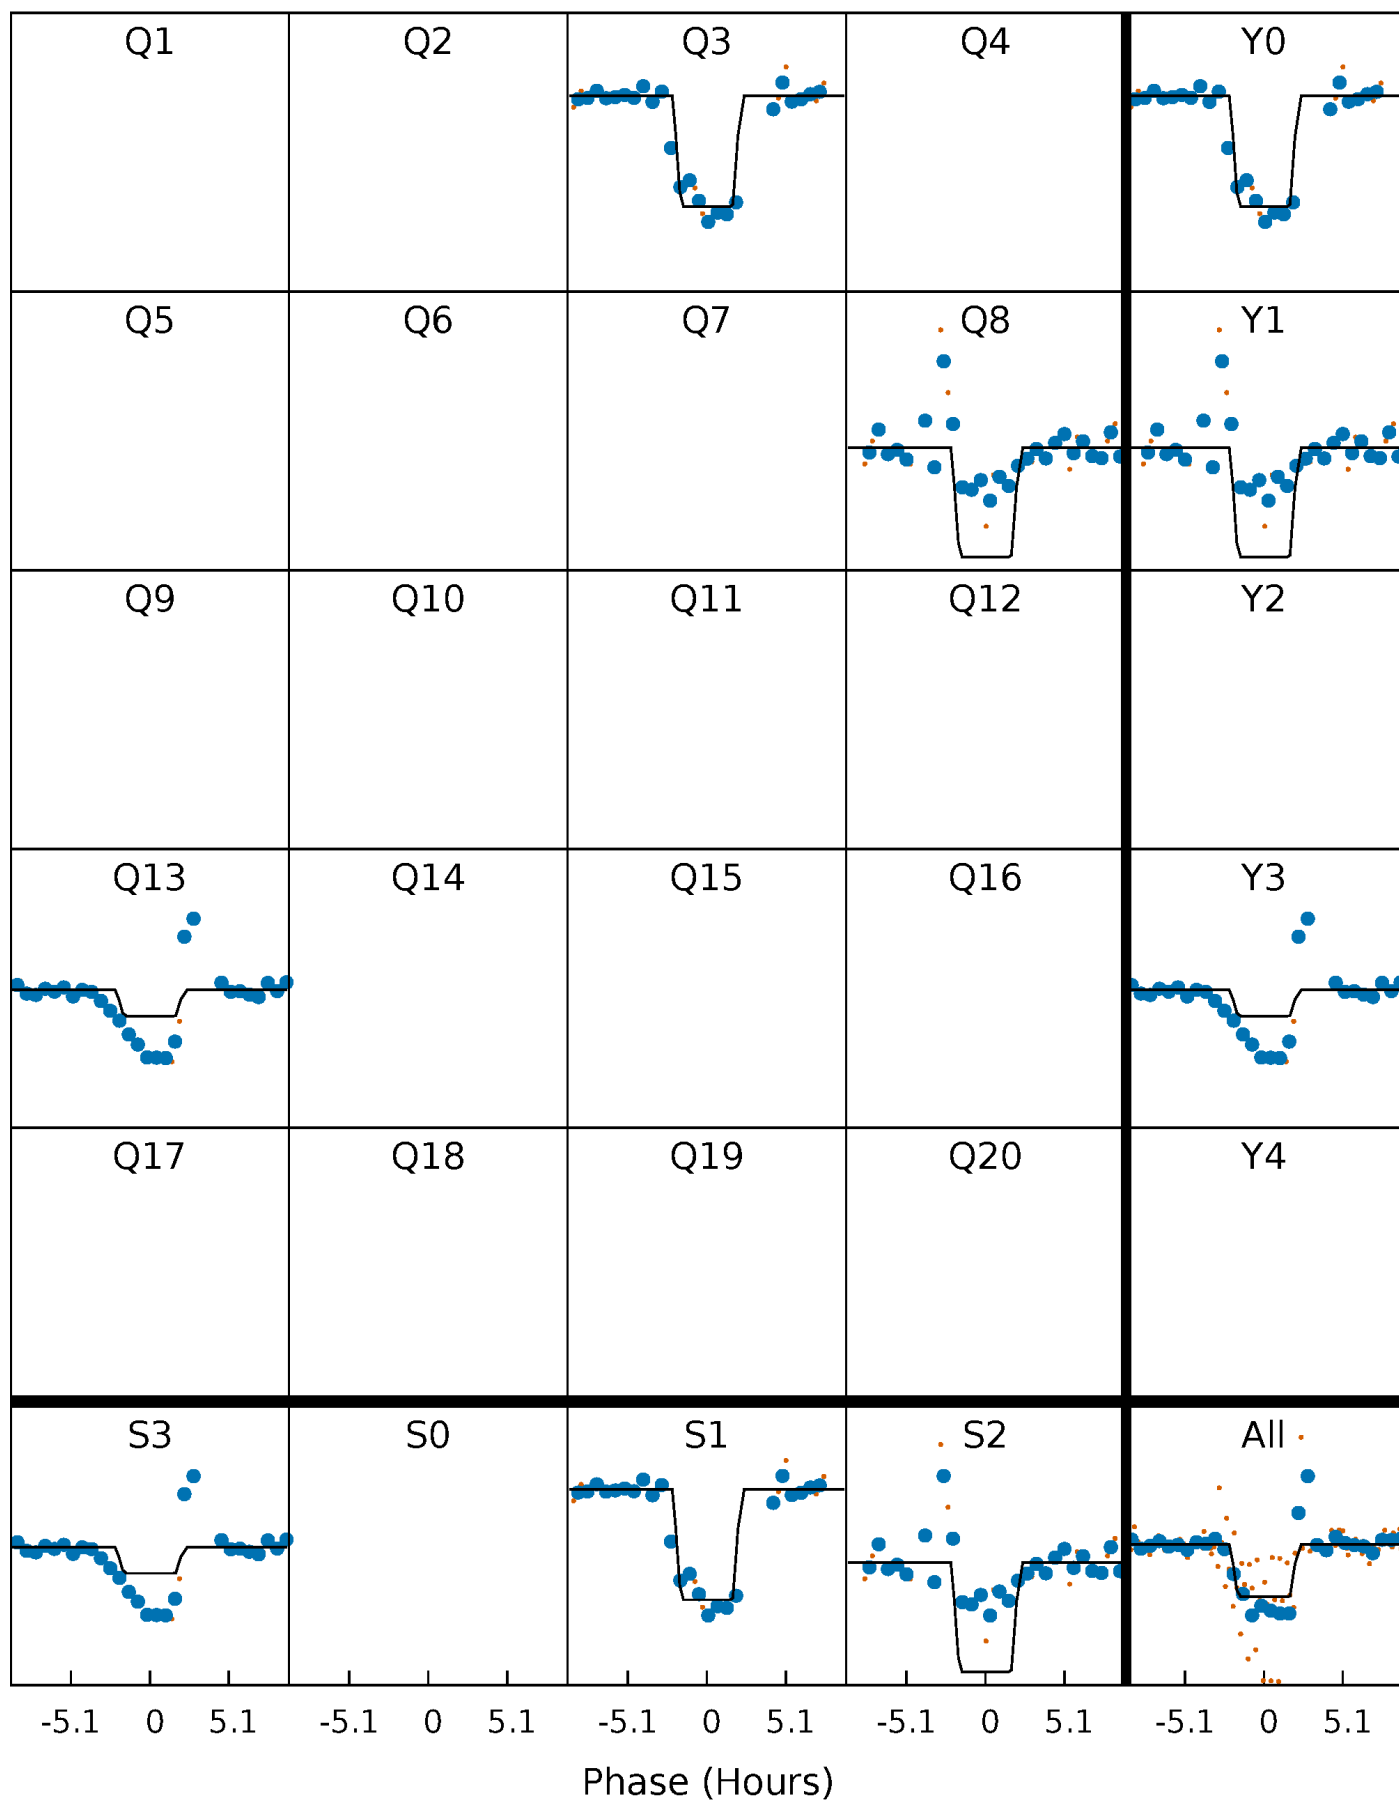 Q1 Q2 Q3 Q4 Y0
Q5 Q6 Q7 Q8 Y1
Q9 Q10 Q11 Q12 Y2
Q13 Q14 Q15 Q16 Y3
Q17 Q18 Q19 Q20 Y4
S3 S0 S1 S2 All
-5.1 0 5.1 -5.1 0 5.1 -5.1 0 5.1 -5.1 0 5.1 -5.1 0 5.1
Phase (Hours)